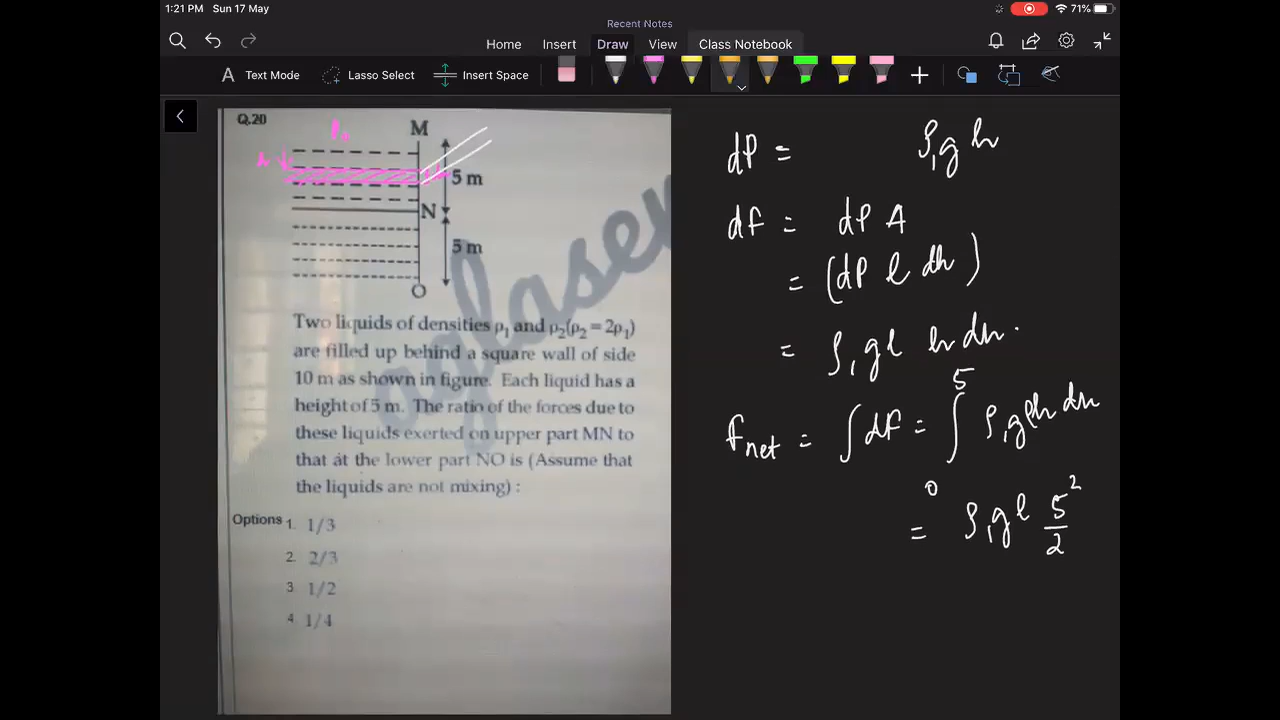 1:21 PM Sun 17 May
71%
Recent Notes
Home Insert Draw View Class Notebook
Text Mode Lasso Select Insert Space
Q.20
M
5 m
N
5 m
O
h
aglasem
Two liquids of densities ρ₁ and ρ₂(ρ₂ = 2ρ₁)
are filled up behind a square wall of side
10 m as shown in figure. Each liquid has a
height of 5 m. The ratio of the forces due to
these liquids exerted on upper part MN to
that at the lower part NO is (Assume that
the liquids are not mixing) :
Options 1. 1/3
2. 2/3
3 1/2
4. 1/4
dP = ρ₁gh
df = dP A
= (dP l dh)
= ρ₁gl h dh.
fnet = ∫dF = ∫₀⁵ ρ₁glh dh
= ρ₁gl 5²/2